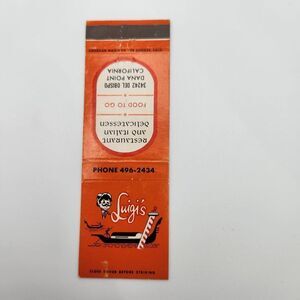 Luigi's
CLOSE COVER BEFORE STRIKING
PHONE 496-2434
Restaurant
and Italian
Delicatessen
FOOD TO GO
34242 DEL OBISPO
DANA POINT
CALIFORNIA